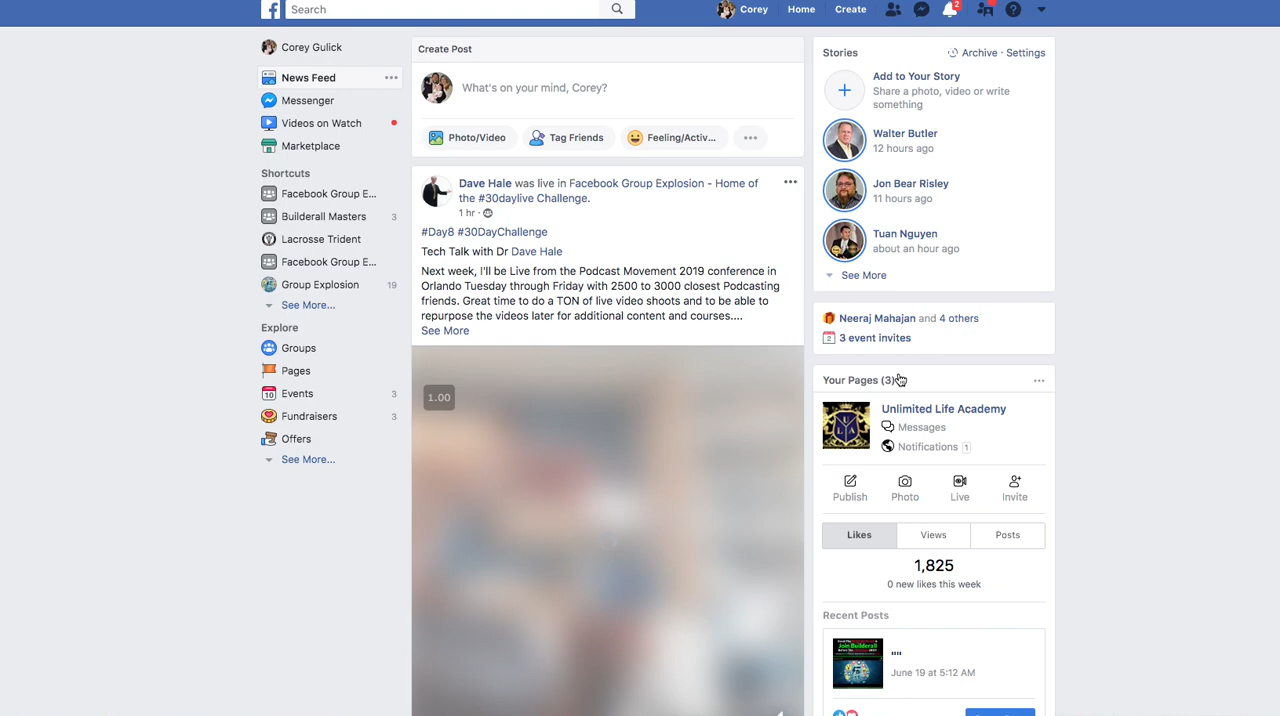 Search
Corey
Home
Create
2
Corey Gulick
News Feed
Messenger
Videos on Watch
Marketplace
Shortcuts
Facebook Group E...
Builderall Masters 3
Lacrosse Trident
Facebook Group E...
Group Explosion 19
See More...
Explore
Groups
Pages
Events 3
Fundraisers 3
Offers
See More...
Create Post
What's on your mind, Corey?
Photo/Video
Tag Friends
Feeling/Activ...
Dave Hale was live in Facebook Group Explosion - Home of
the #30daylive Challenge.
1 hr ·
#Day8 #30DayChallenge
Tech Talk with Dr Dave Hale
Next week, I'll be Live from the Podcast Movement 2019 conference in
Orlando Tuesday through Friday with 2500 to 3000 closest Podcasting
friends. Great time to do a TON of live video shoots and to be able to
repurpose the videos later for additional content and courses....
See More
1.00
Stories
Archive · Settings
Add to Your Story
Share a photo, video or write
something
Walter Butler
12 hours ago
Jon Bear Risley
11 hours ago
Tuan Nguyen
about an hour ago
See More
Neeraj Mahajan and 4 others
2 3 event invites
Your Pages (3)
Unlimited Life Academy
Messages
Notifications 1
Publish
Photo
Live
Invite
Likes
Views
Posts
1,825
0 new likes this week
Recent Posts
""
June 19 at 5:12 AM